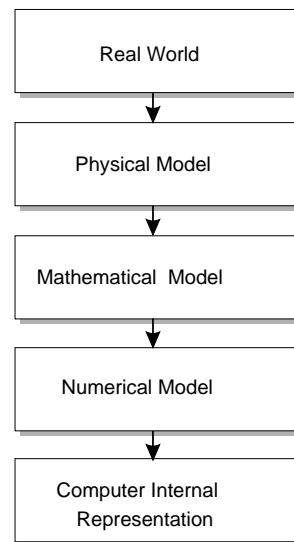 Real World
Physical Model
Mathematical Model
Numerical Model
Computer Internal
Representation